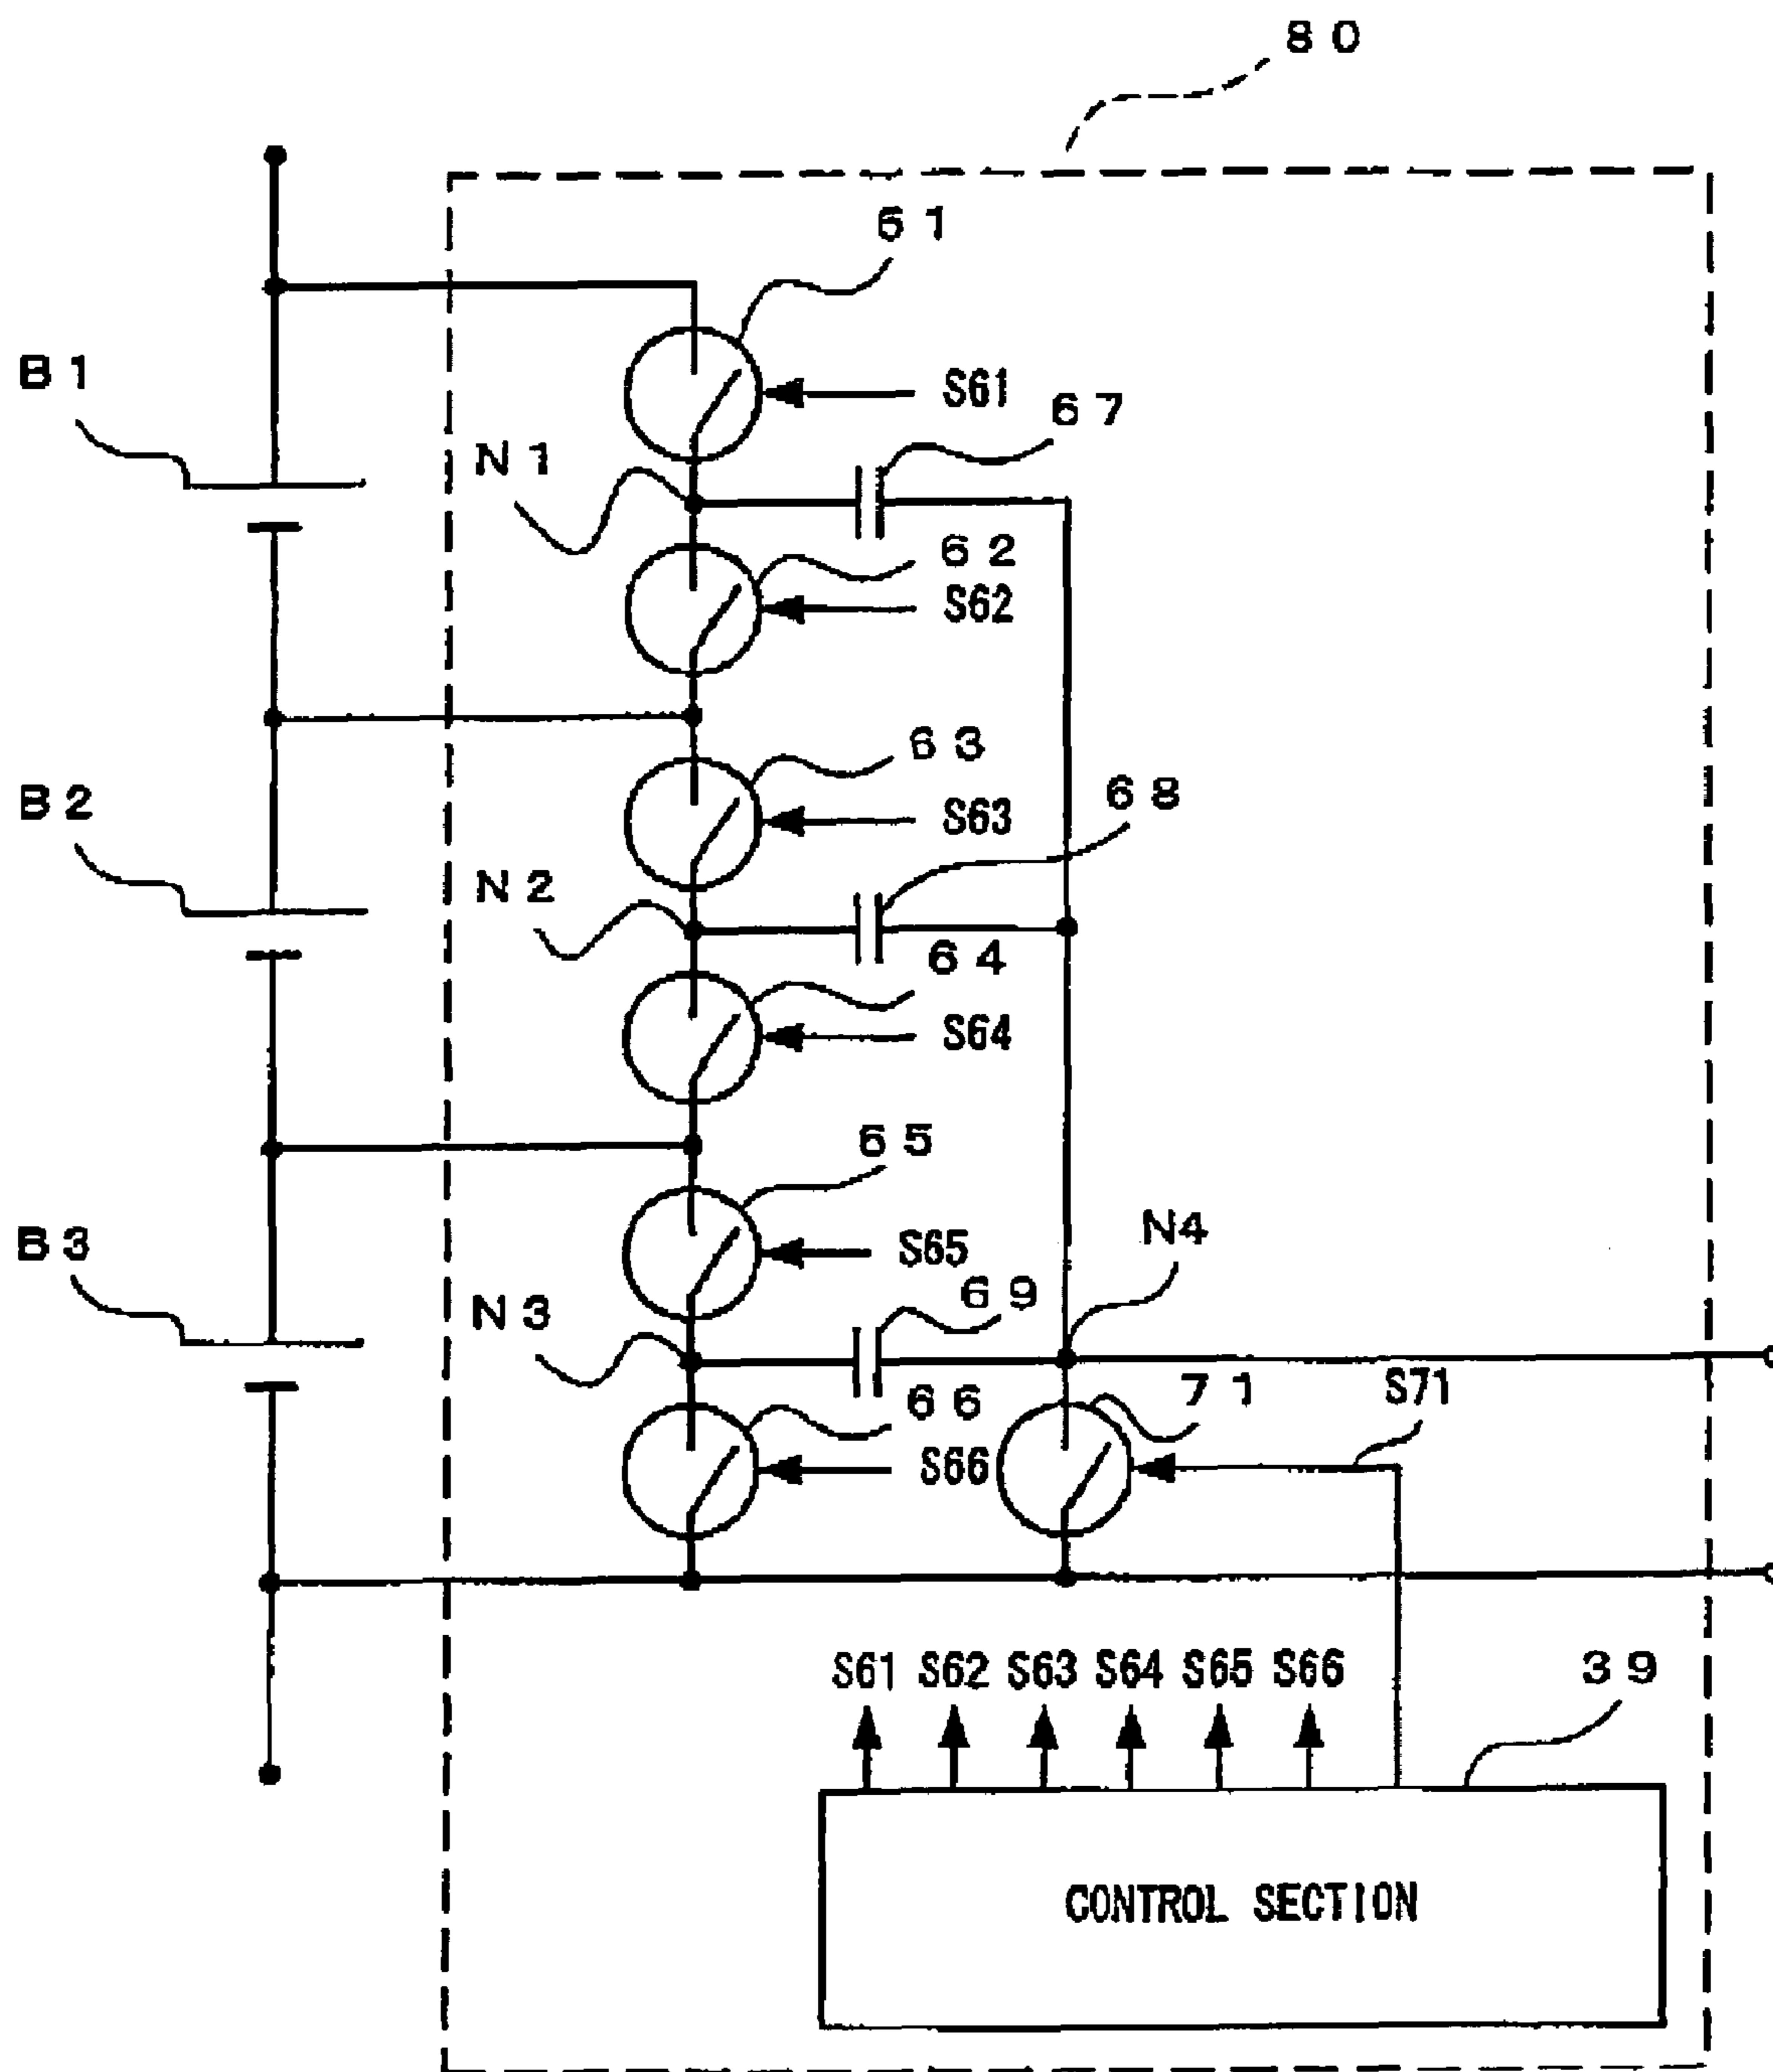 80
61
B1
S61
67
N1
62
S62
63
B2
68
S63
N2
64
S64
65
B3
N4
S65
69
N3
66
71
S71
S66
S61 S62 S63 S64 S65 S66
39
CONTROL SECTION